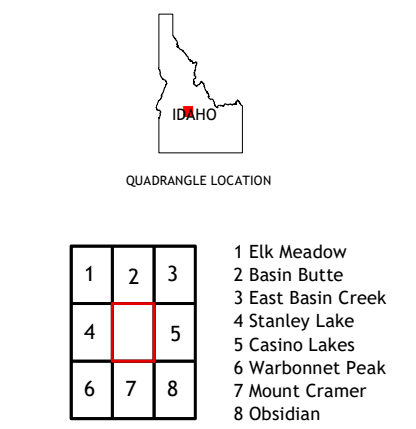 IDAHO
QUADRANGLE LOCATION
1 2 3
4 5
6 7 8
1 Elk Meadow
2 Basin Butte
3 East Basin Creek
4 Stanley Lake
5 Casino Lakes
6 Warbonnet Peak
7 Mount Cramer
8 Obsidian